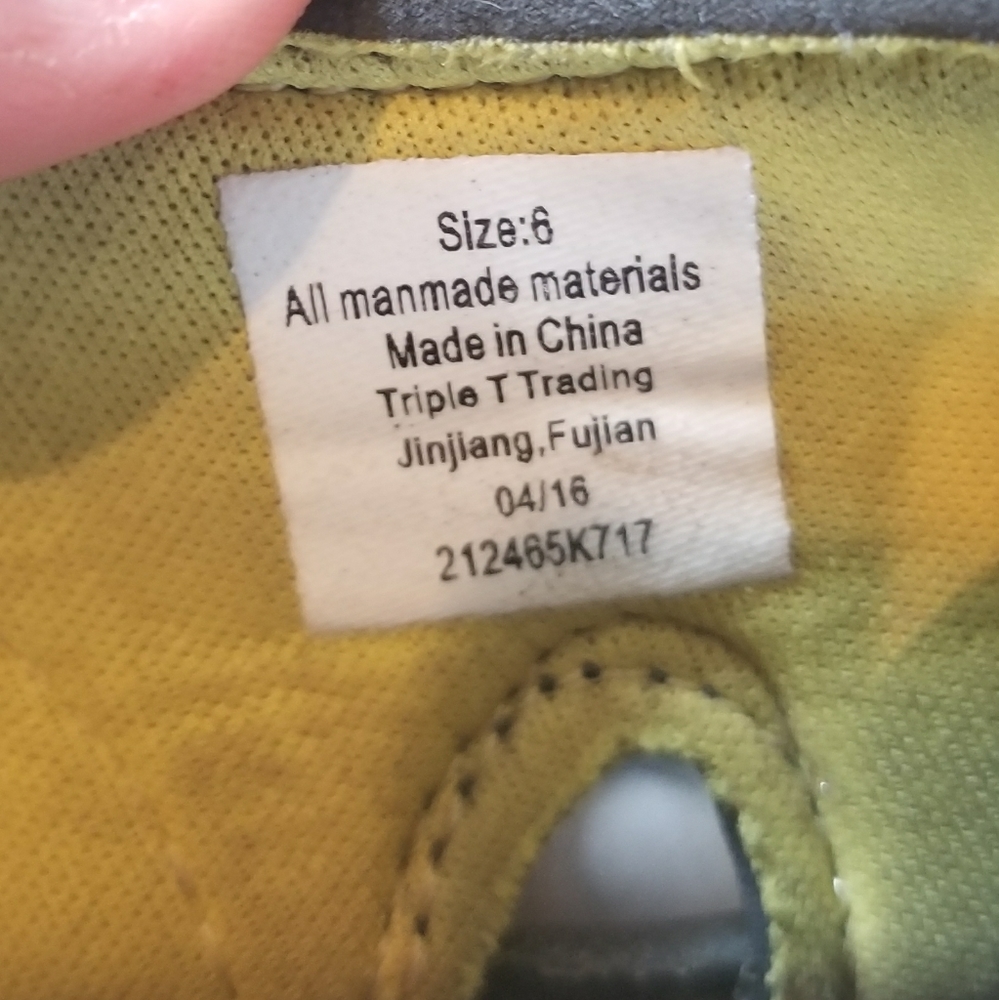 Size:6
All manmade materials
Made in China
Triple T Trading
Jinjiang,Fujian
04/16
212465K717